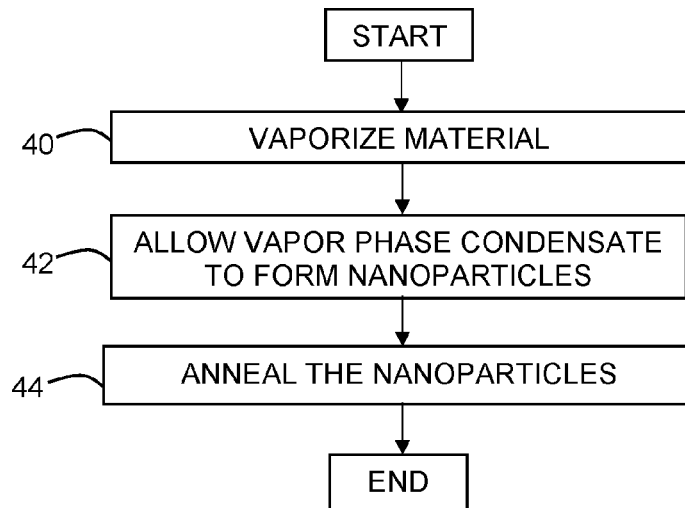 START
40
VAPORIZE MATERIAL
42
ALLOW VAPOR PHASE CONDENSATE
TO FORM NANOPARTICLES
44
ANNEAL THE NANOPARTICLES
END